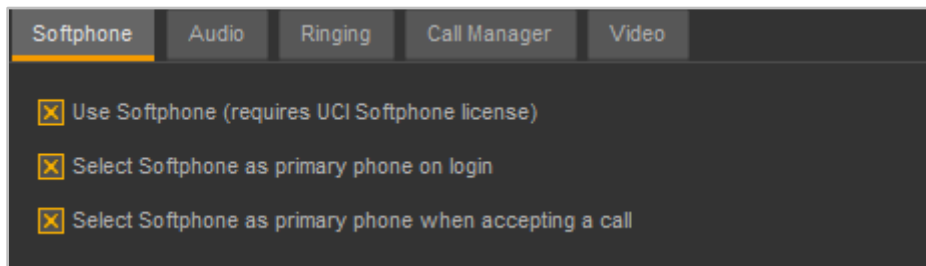 Softphone Audio Ringing Call Manager Video
Use Softphone (requires UCI Softphone license)
Select Softphone as primary phone on login
Select Softphone as primary phone when accepting a call